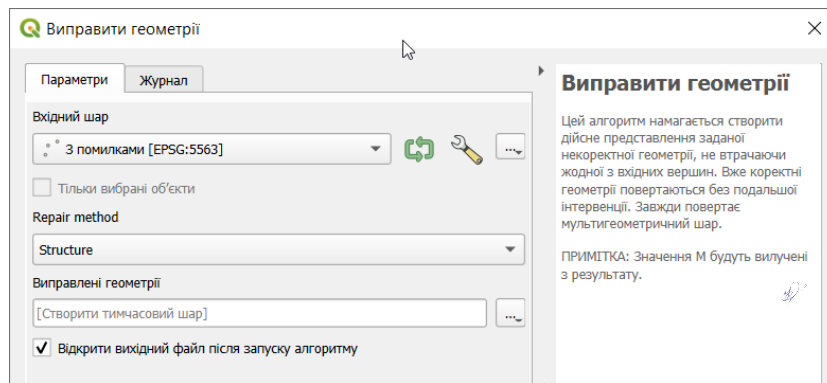 Виправити геометрії
Параметри
Журнал
Вхідний шар
З помилками [EPSG:5563]
...
Тільки вибрані об'єкти
Repair method
Structure
Виправлені геометрії
[Створити тимчасовий шар]
...
Відкрити вихідний файл після запуску алгоритму
Виправити геометрії
Цей алгоритм намагається створити
дійсне представлення заданої
некоректної геометрії, не втрачаючи
жодної з вхідних вершин. Вже коректні
геометрії повертаються без подальшої
інтервенції. Завжди повертає
мультигеометричний шар.
ПРИМІТКА: Значення M будуть вилучені
з результату.